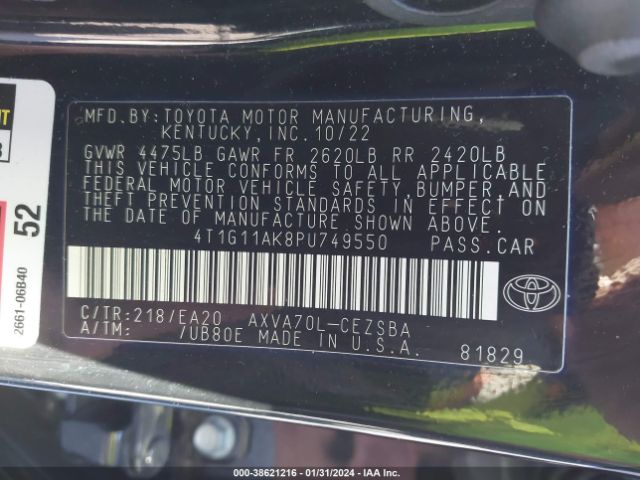 MFD.BY:TOYOTA MOTOR MANUFACTURING,
KENTUCKY,INC.10/22
GVWR 4475LB GAWR FR 2620LB RR 2420LB
THIS VEHICLE CONFORMS TO ALL APPLICABLE
FEDERAL MOTOR VEHICLE SAFETY,BUMPER,AND
THEFT PREVENTION STANDARDS IN EFFECT ON
THE DATE OF MANUFACTURE SHOWN ABOVE.
4T1G11AK8PU749550 PASS.CAR
C/TR:218/EA20 AXVA70L-CEZSBA
A/TM: /UB80E MADE IN U.S.A.
81829
52
2661-06B40
000-38621216 - 01/31/2024 - IAA Inc.